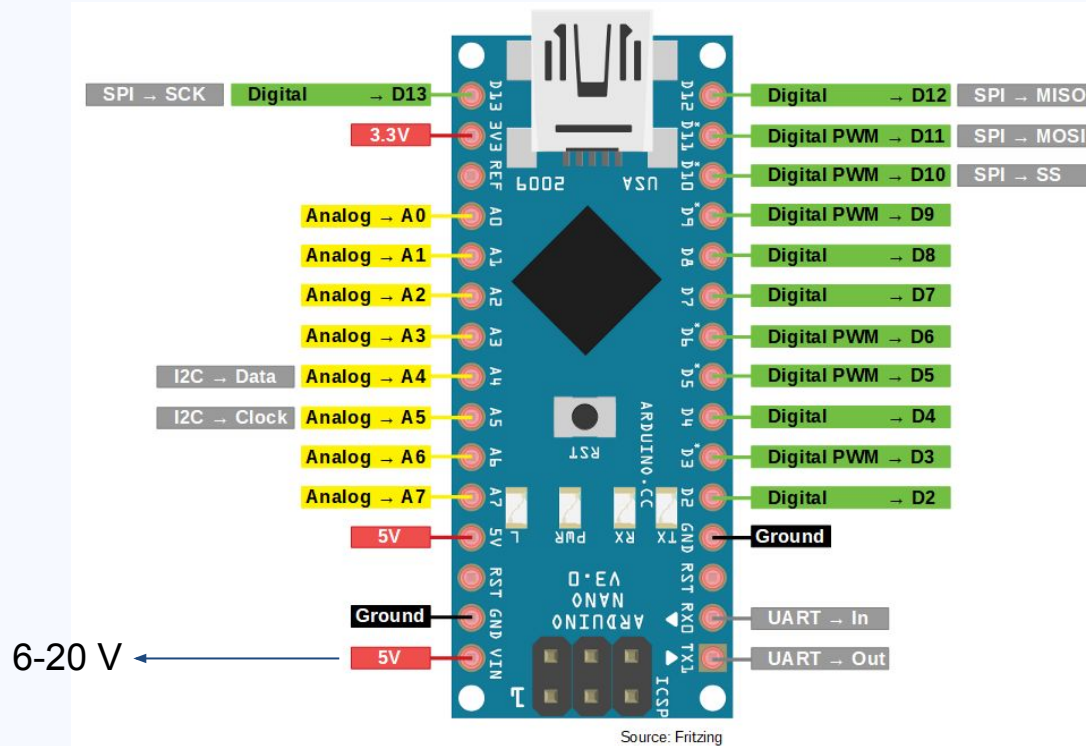 SPI → SCK
Digital → D13
3.3V
Analog → A0
Analog → A1
Analog → A2
Analog → A3
I2C → Data
Analog → A4
I2C → Clock
Analog → A5
Analog → A6
Analog → A7
5V
Ground
6-20 V
5V
D13
3V3
REF
A0
A1
A2
A3
A4
A5
A6
A7
5V
RST
GND
VIN
2009
USA
RST
ARDUINO.CC
L
PWR
RX
TX
V3.0
NANO
ARDUINO
1
ICSP
D12
D11*
D10*
D9*
D8
D7
D6*
D5*
D4
D3*
D2
GND
RST
RX0
TX1
Digital → D12
SPI → MISO
Digital PWM → D11
SPI → MOSI
Digital PWM → D10
SPI → SS
Digital PWM → D9
Digital → D8
Digital → D7
Digital PWM → D6
Digital PWM → D5
Digital → D4
Digital PWM → D3
Digital → D2
Ground
UART → In
UART → Out
Source: Fritzing